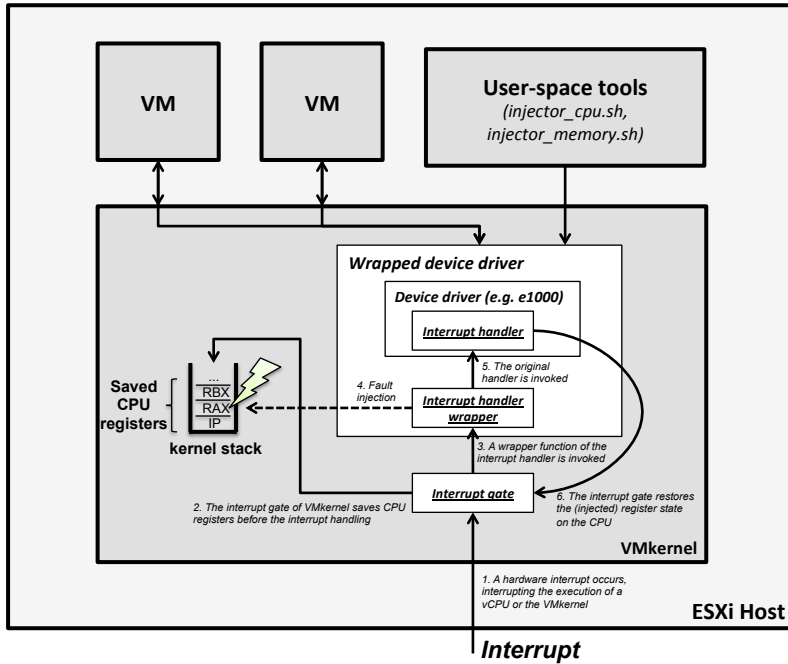 VM
VM
User-space tools
(injector_cpu.sh,
injector_memory.sh)
Wrapped device driver
Device driver (e.g. e1000)
Interrupt handler
5. The original
handler is invoked
4. Fault
injection
Interrupt handler
wrapper
Saved
CPU
registers
...
RBX
RAX
IP
kernel stack
3. A wrapper function of the
interrupt handler is invoked
Interrupt gate
2. The interrupt gate of VMkernel saves CPU
registers before the interrupt handling
6. The interrupt gate restores
the (injected) register state
on the CPU
VMkernel
1. A hardware interrupt occurs,
interrupting the execution of a
vCPU or the VMkernel
ESXi Host
Interrupt